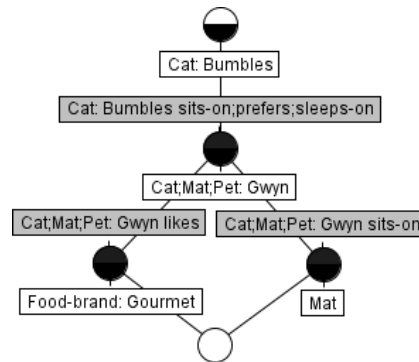 Cat: Bumbles
Cat: Bumbles sits-on;prefers;sleeps-on
Cat;Mat;Pet: Gwyn
Cat;Mat;Pet: Gwyn likes
Cat;Mat;Pet: Gwyn sits-on
Food-brand: Gourmet
Mat